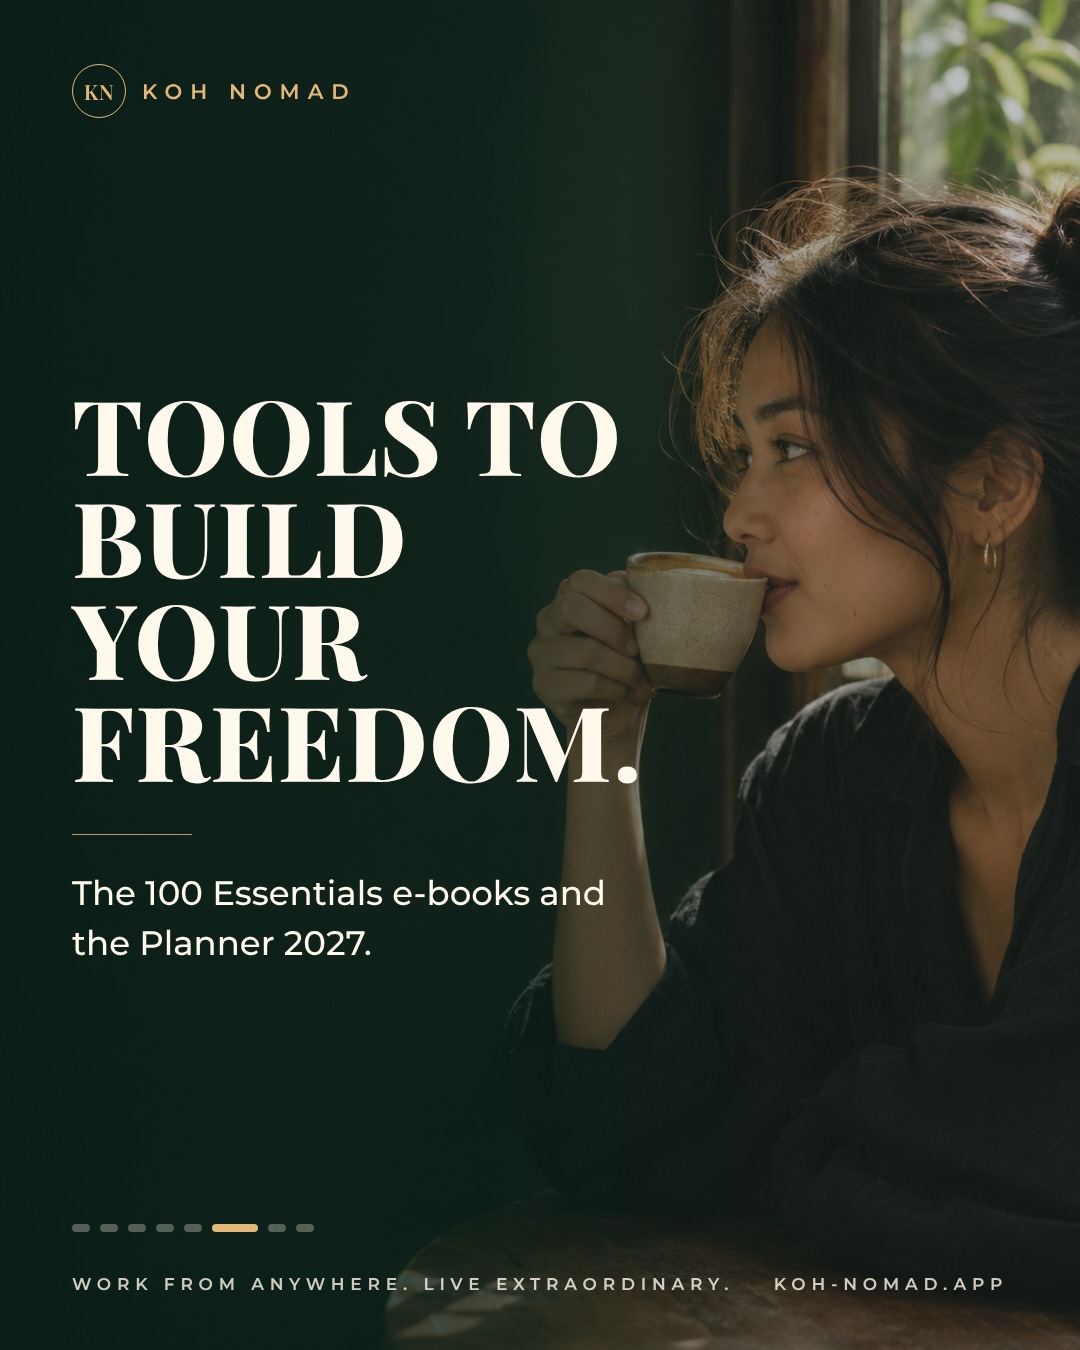 KN KOH NOMAD
TOOLS TO
BUILD
YOUR
FREEDOM.
The 100 Essentials e-books and
the Planner 2027.
WORK FROM ANYWHERE. LIVE EXTRAORDINARY. KOH-NOMAD.APP